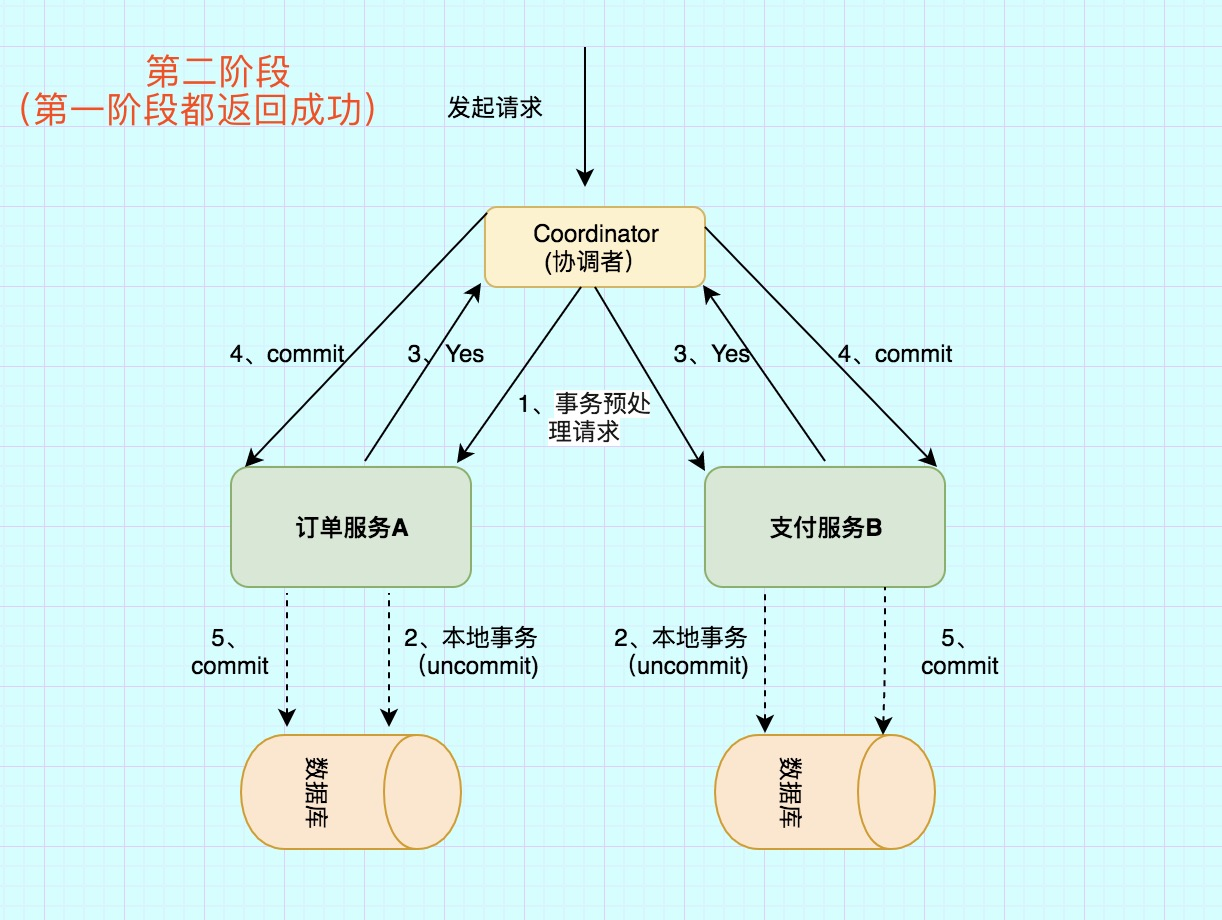 第二阶段
（第一阶段都返回成功）
发起请求
Coordinator
(协调者）
4、commit
3、Yes
3、Yes
4、commit
1、事务预处
理请求
订单服务A
支付服务B
5、
commit
2、本地事务
（uncommit)
2、本地事务
（uncommit)
5、
commit
数据库
数据库